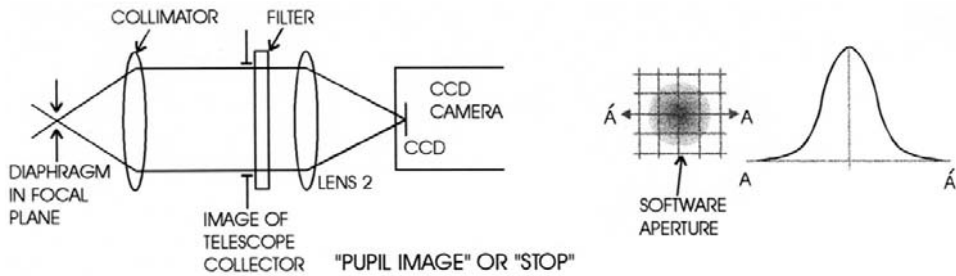 COLLIMATOR
FILTER
CCD
CAMERA
CCD
DIAPHRAGM
IN FOCAL
PLANE
LENS 2
IMAGE OF
TELESCOPE
COLLECTOR
"PUPIL IMAGE" OR "STOP"
Á
A
SOFTWARE
APERTURE
A
Á